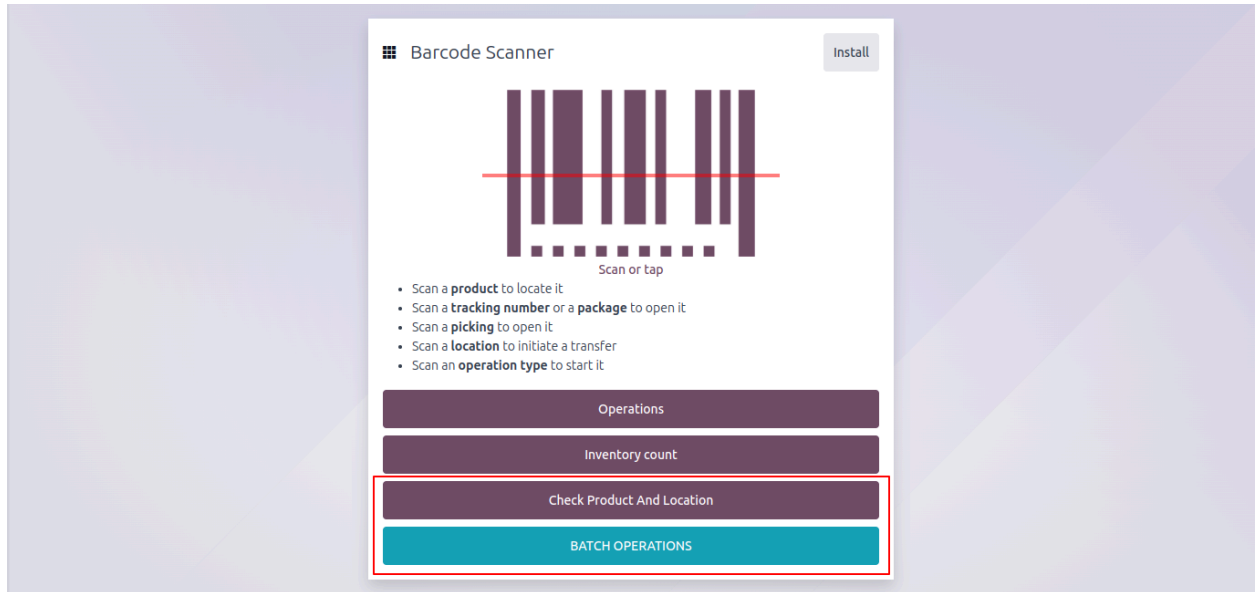 Barcode Scanner
Install
Scan or tap
• Scan a product to locate it
• Scan a tracking number or a package to open it
• Scan a picking to open it
• Scan a location to initiate a transfer
• Scan an operation type to start it
Operations
Inventory count
Check Product And Location
BATCH OPERATIONS